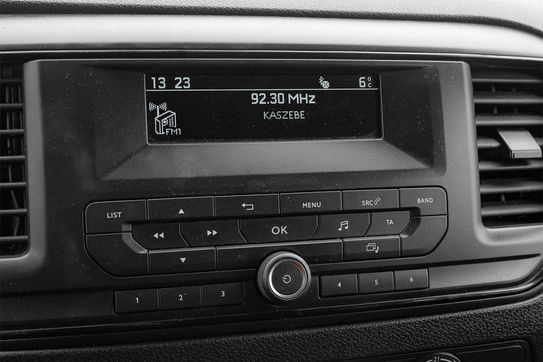 13 23
6°C
92.30 MHz
KASZEBE
FM1
LIST
MENU
SRC
BAND
OK
TA
1 2 3
4 5 6
21